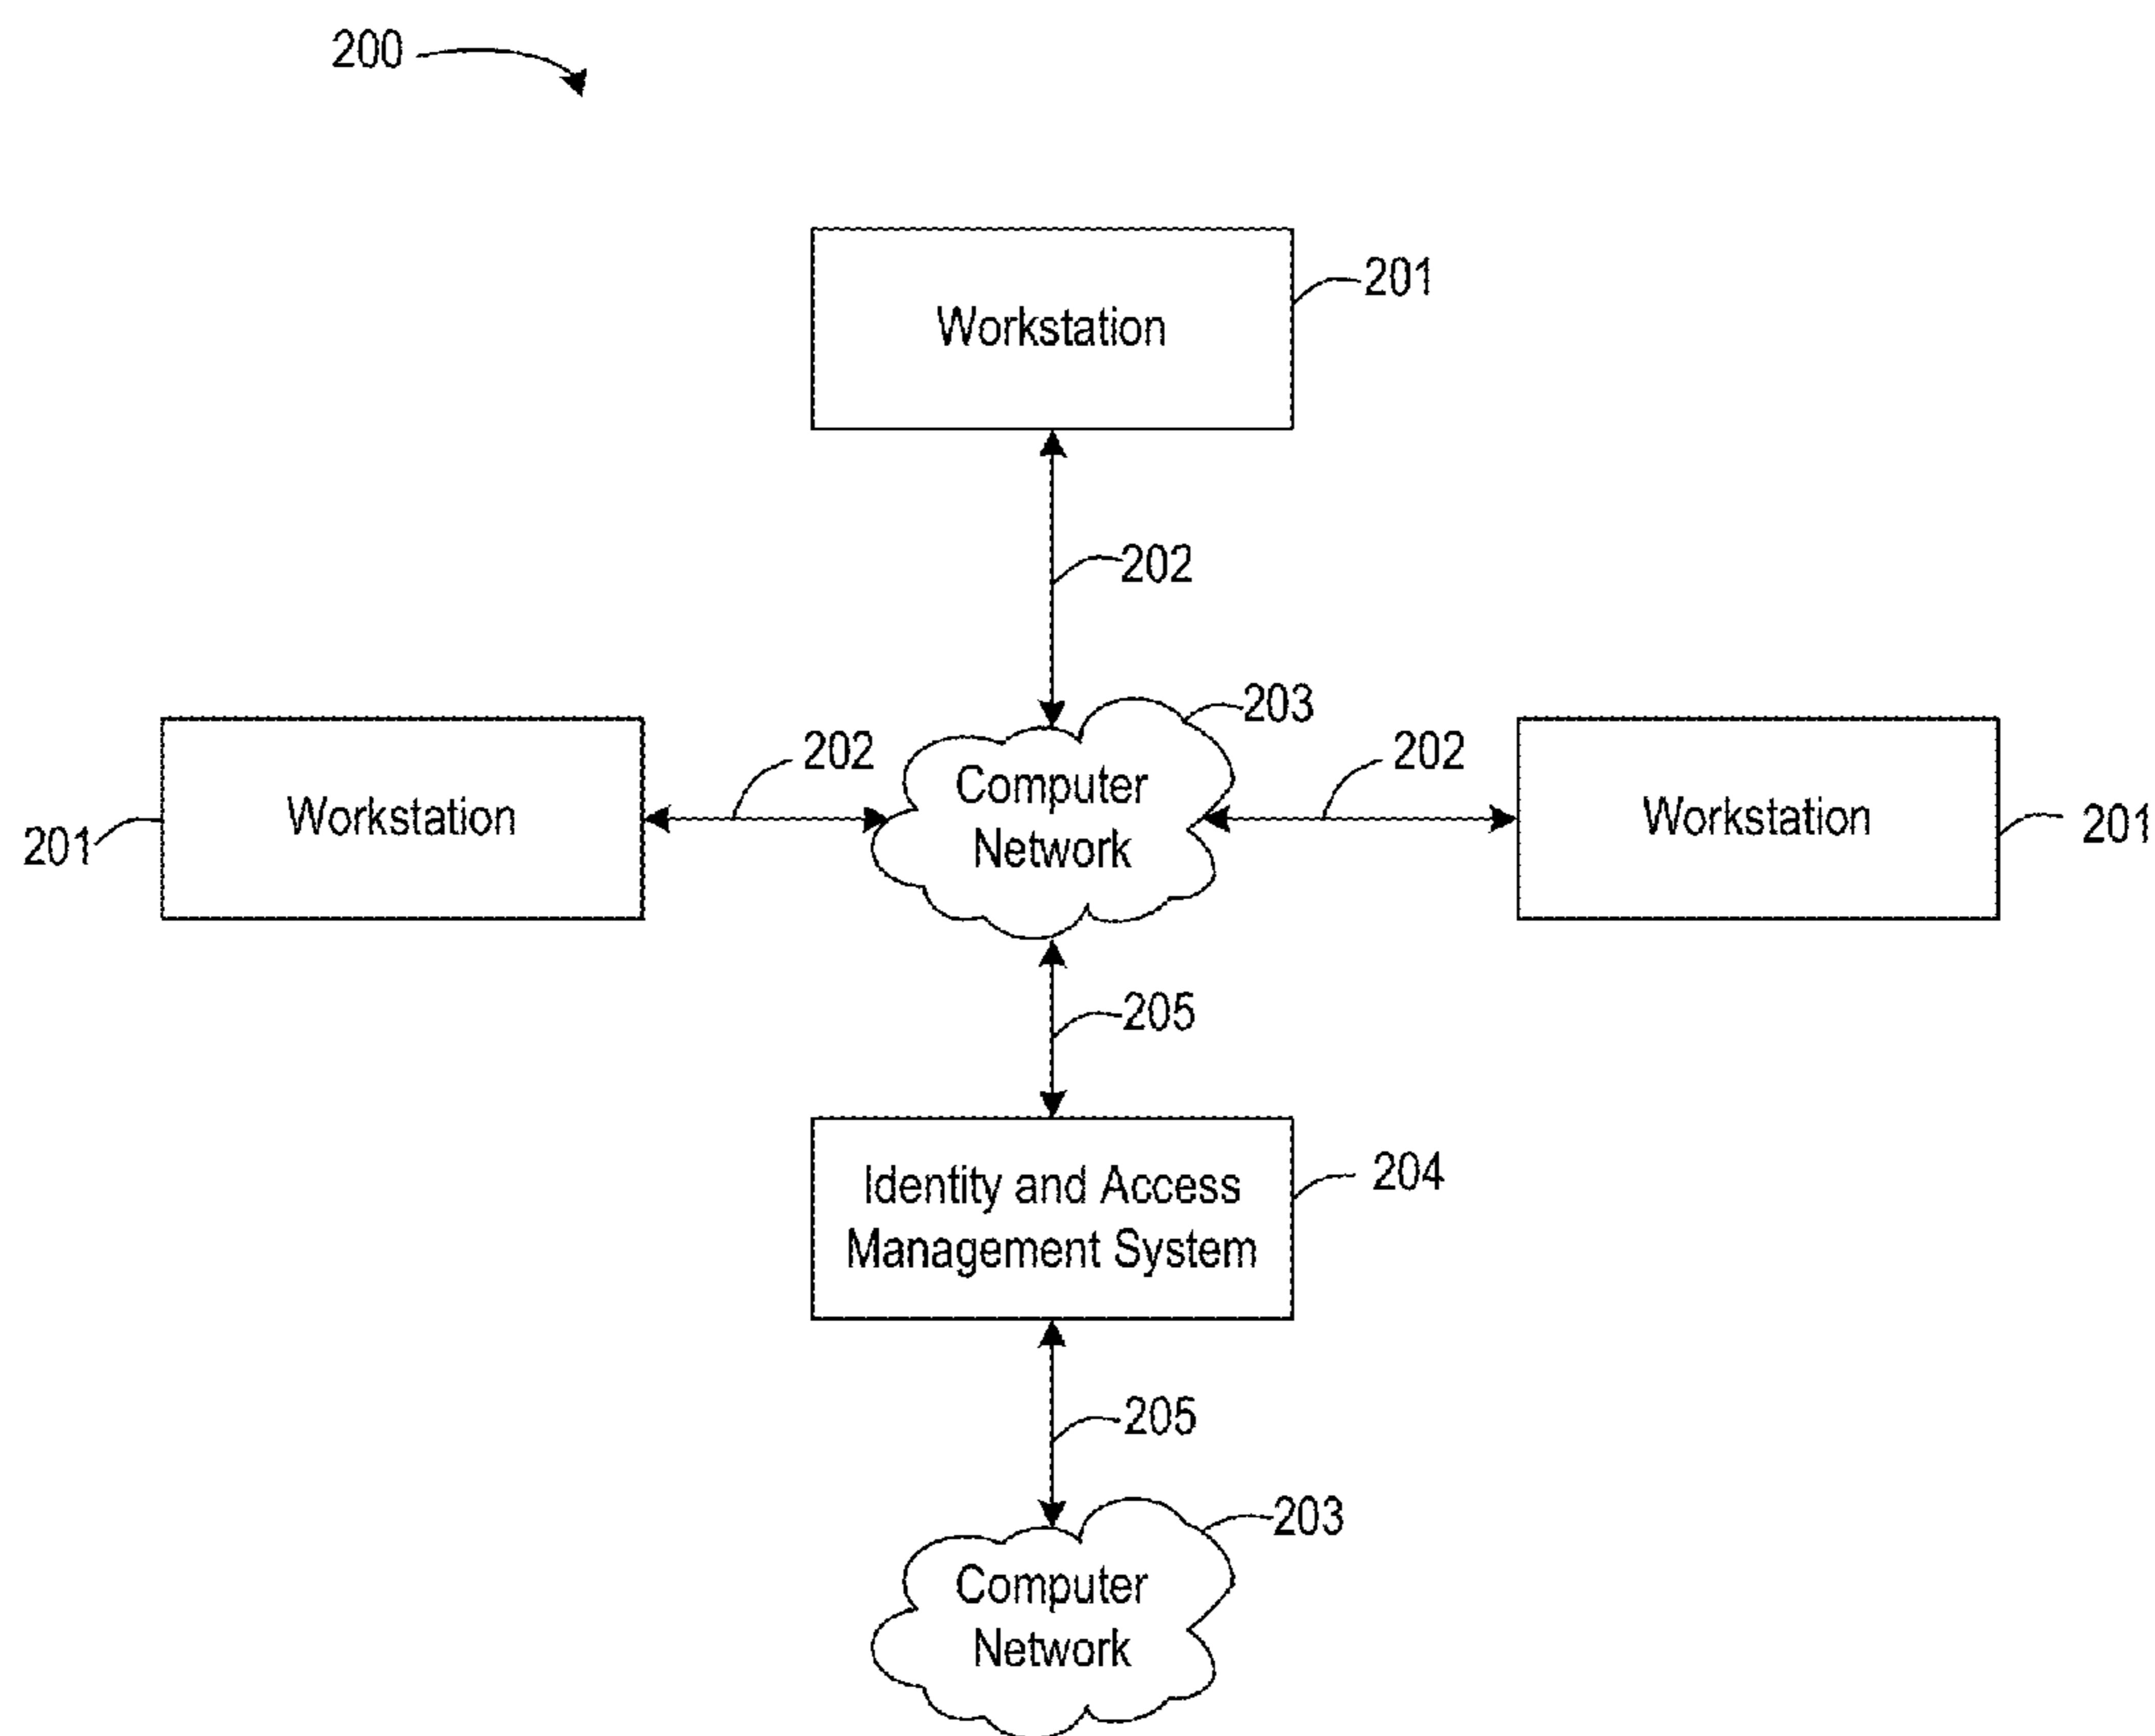 200
Workstation
201
202
203
Computer
Network
202
202
Workstation
201
Workstation
201
205
Identity and Access
Management System
204
205
203
Computer
Network